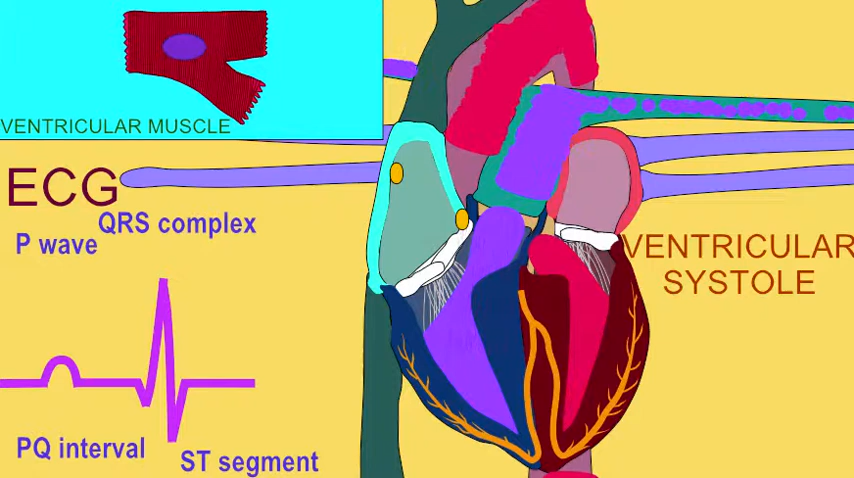 VENTRICULAR MUSCLE
ECG
QRS complex
P wave
VENTRICULAR
SYSTOLE
PQ interval
ST segment